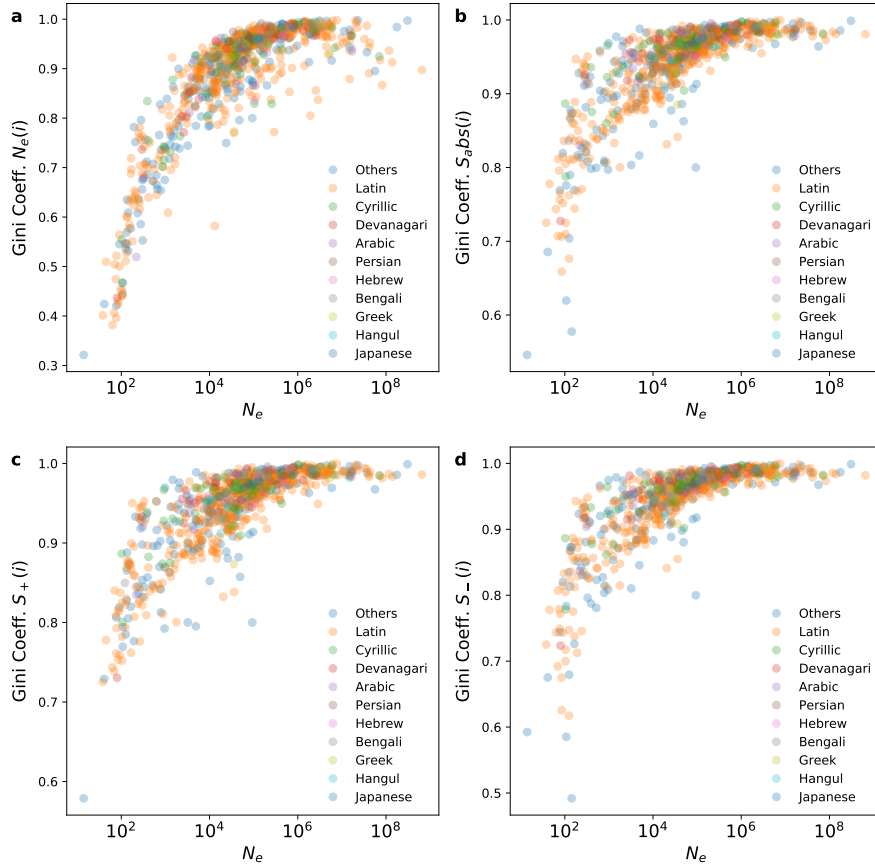 a
Gini Coeff. $N_e(i)$
1.0
0.9
0.8
0.7
0.6
0.5
0.4
0.3
Others
Latin
Cyrillic
Devanagari
Arabic
Persian
Hebrew
Bengali
Greek
Hangul
Japanese
$10^2$ $10^4$ $10^6$ $10^8$
$N_e$
b
Gini Coeff. $S_abs(i)$
1.0
0.9
0.8
0.7
0.6
Others
Latin
Cyrillic
Devanagari
Arabic
Persian
Hebrew
Bengali
Greek
Hangul
Japanese
$10^2$ $10^4$ $10^6$ $10^8$
$N_e$
c
Gini Coeff. $S_+(i)$
1.0
0.9
0.8
0.7
0.6
Others
Latin
Cyrillic
Devanagari
Arabic
Persian
Hebrew
Bengali
Greek
Hangul
Japanese
$10^2$ $10^4$ $10^6$ $10^8$
$N_e$
d
Gini Coeff. $S_-(i)$
1.0
0.9
0.8
0.7
0.6
0.5
Others
Latin
Cyrillic
Devanagari
Arabic
Persian
Hebrew
Bengali
Greek
Hangul
Japanese
$10^2$ $10^4$ $10^6$ $10^8$
$N_e$